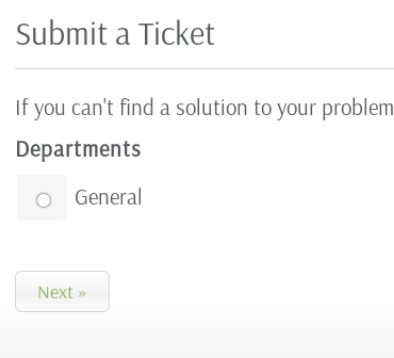 Submit a Ticket
If you can't find a solution to your problem
Departments
General
Next »